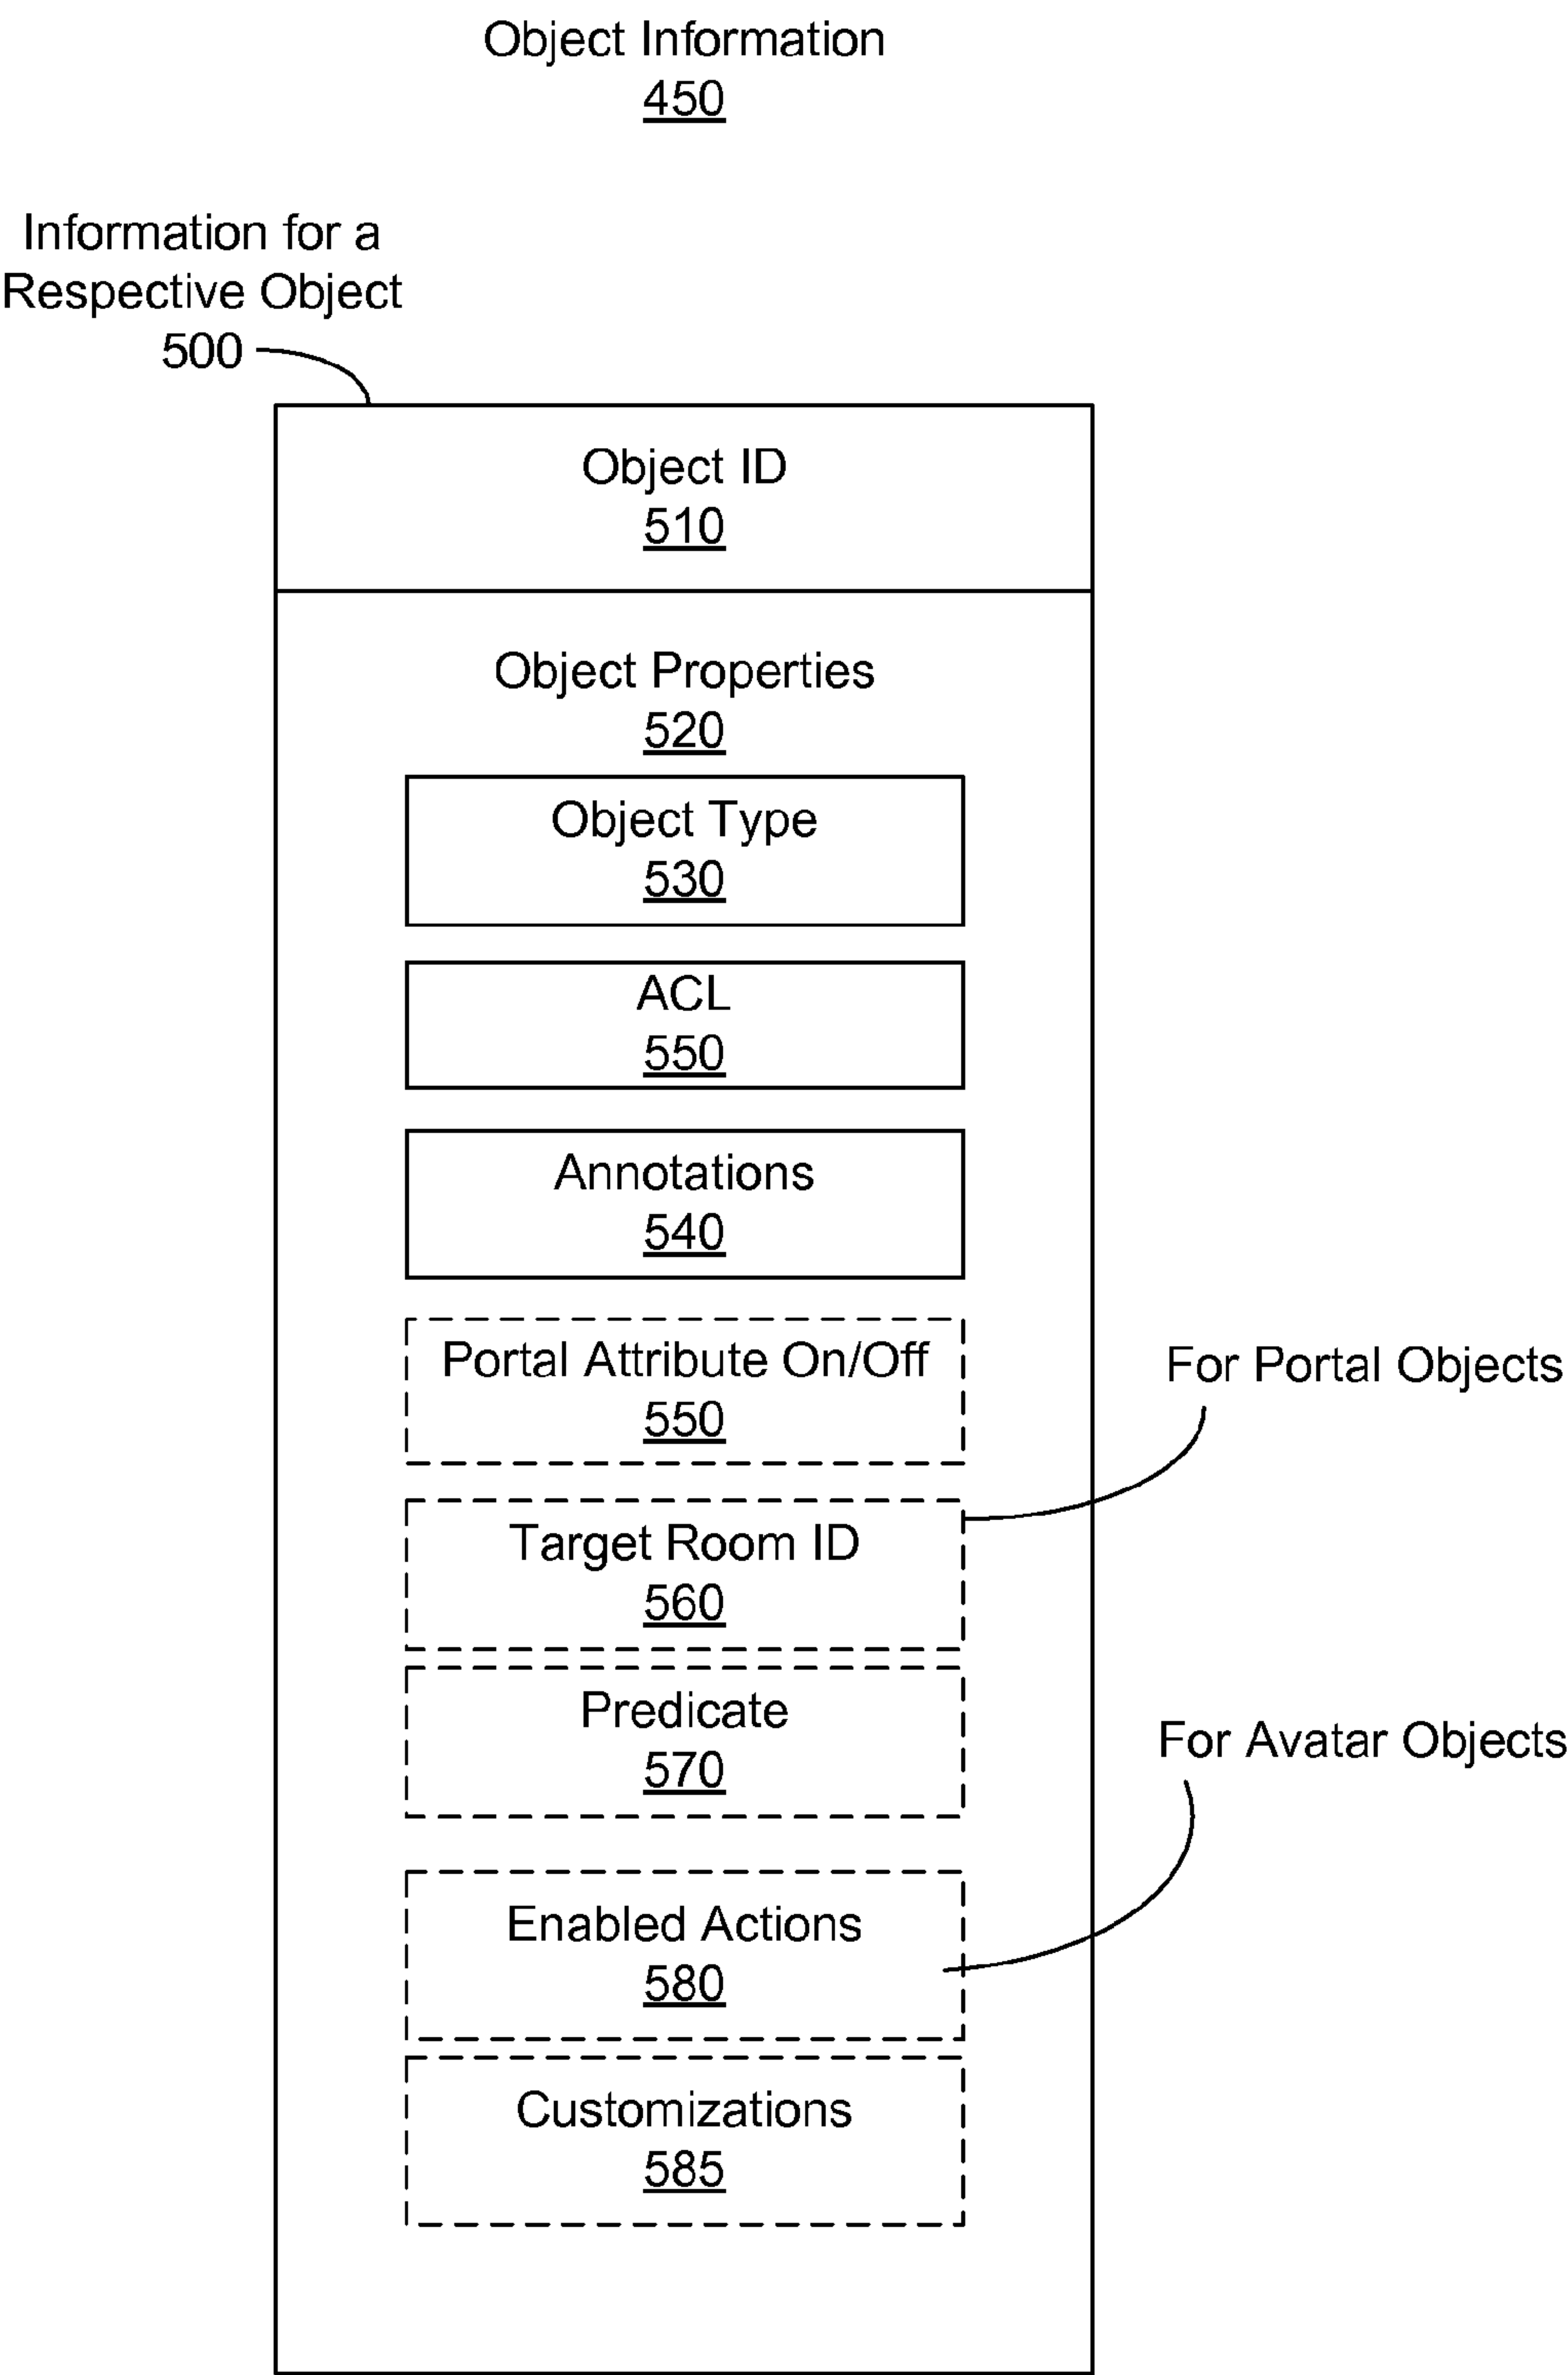 Object Information
450
Information for a
Respective Object
500
Object ID
510
Object Properties
520
Object Type
530
ACL
550
Annotations
540
Portal Attribute On/Off
550
For Portal Objects
Target Room ID
560
Predicate
570
For Avatar Objects
Enabled Actions
580
Customizations
585